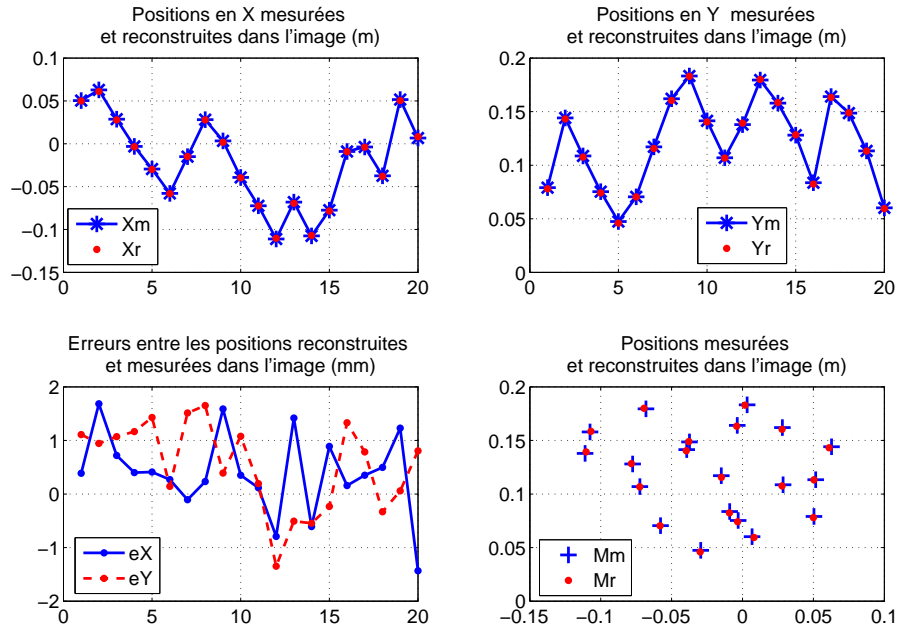 Positions en X mesurées
et reconstruites dans l'image (m)
0.1
0.05
0
−0.05
−0.1
−0.15
0
5
10
15
20
Xm
Xr
Positions en Y mesurées
et reconstruites dans l'image (m)
0.2
0.15
0.1
0.05
0
0
5
10
15
20
Ym
Yr
Erreurs entre les positions reconstruites
et mesurées dans l'image (mm)
2
1
0
−1
−2
0
5
10
15
20
eX
eY
Positions mesurées
et reconstruites dans l'image (m)
0.2
0.15
0.1
0.05
0
−0.15
−0.1
−0.05
0
0.05
0.1
Mm
Mr